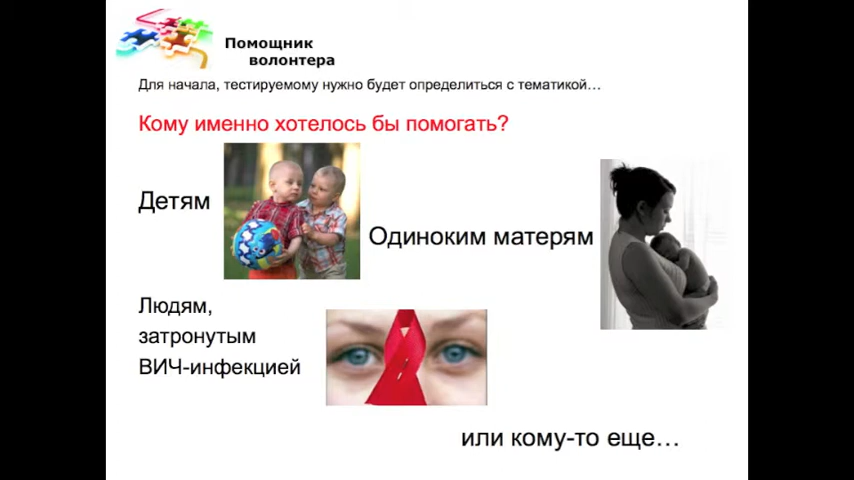 Помощник
волонтера
Для начала, тестируемому нужно будет определиться с тематикой…
Кому именно хотелось бы помогать?
Детям
Одиноким матерям
Людям,
затронутым
ВИЧ-инфекцией
или кому-то еще…